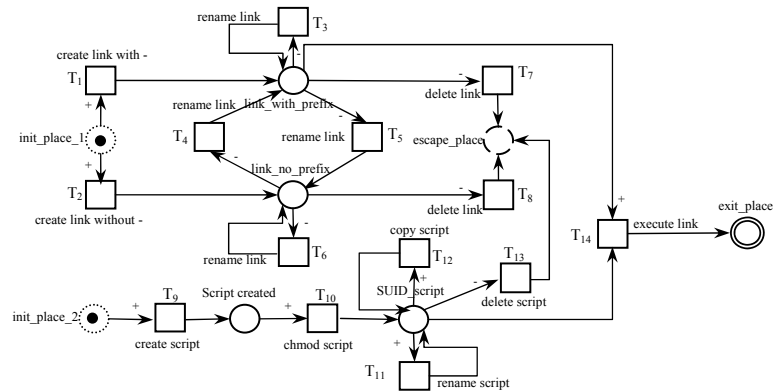 rename link
T3
create link with -
T1
T7
rename link
link_with_prefix
delete link
init_place_1
T4
rename link
T5
escape_place
link_no_prefix
T2
T8
create link without -
delete link
exit_place
copy script
T14
execute link
rename link
T6
T12
T13
SUID_script
delete script
T9
Script created
T10
init_place_2
create script
chmod script
T11
rename script
+
+
-
-
-
-
-
-
-
+
+
+
+
-
+